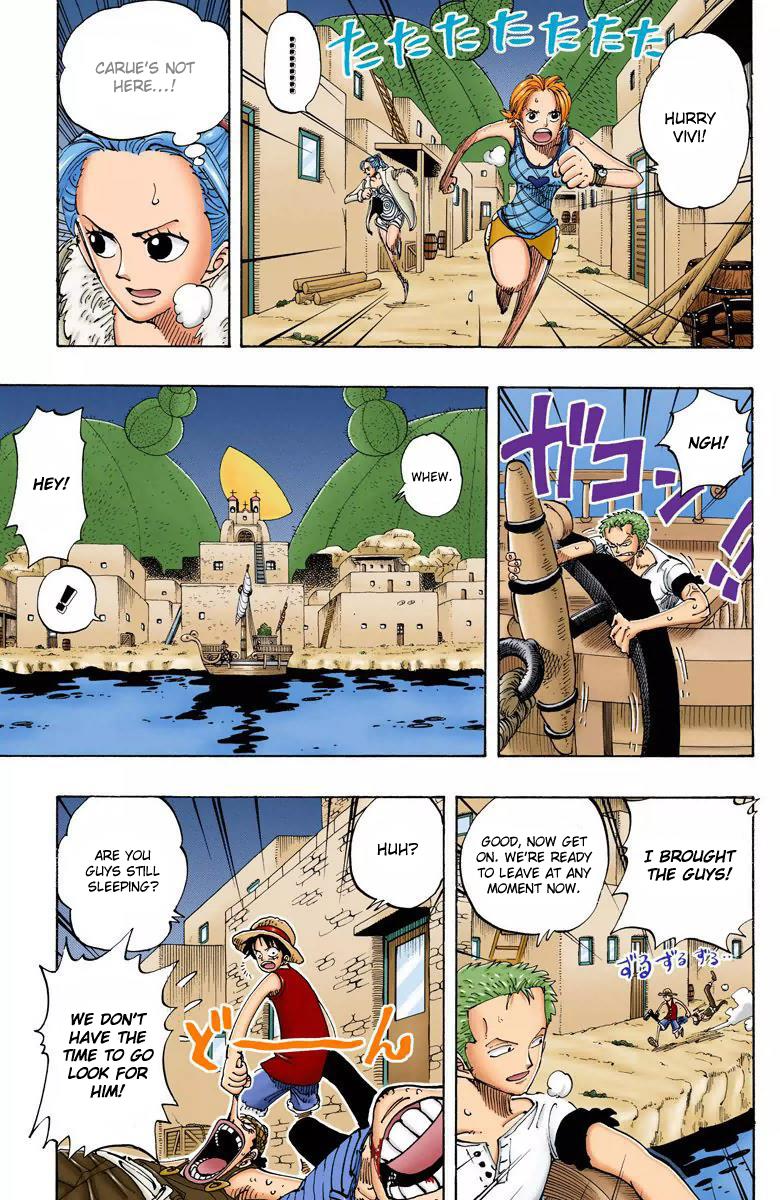 たたたたたたた
HURRY
VIVI!
CARUE'S NOT
HERE...!
NGH!
ガコン!!
WHEW.
HEY!
!
I BROUGHT
THE GUYS!
ずるずるずる...
GOOD, NOW GET
ON. WE'RE READY
TO LEAVE AT ANY
MOMENT NOW.
HUH?
ARE YOU
GUYS STILL
SLEEPING?
どーーん
WE DON'T
HAVE THE
TIME TO GO
LOOK FOR
HIM!